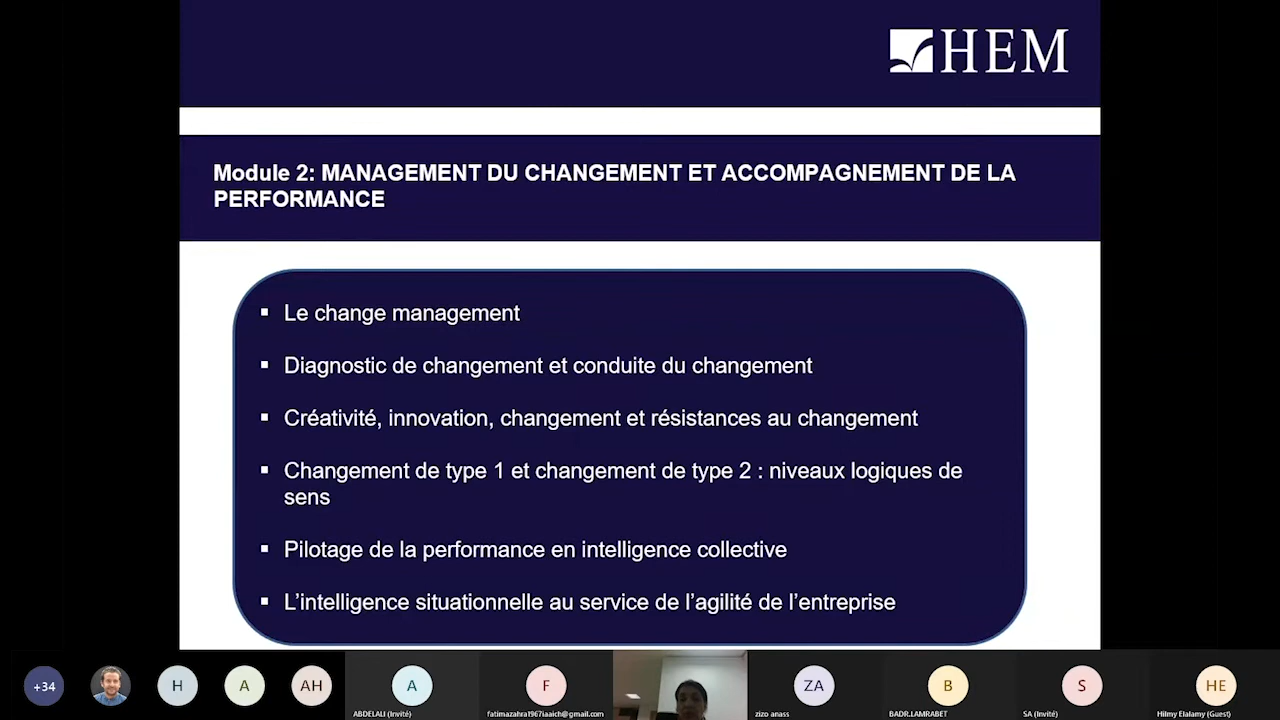 HEM
Module 2: MANAGEMENT DU CHANGEMENT ET ACCOMPAGNEMENT DE LA
PERFORMANCE
▪ Le change management
▪ Diagnostic de changement et conduite du changement
▪ Créativité, innovation, changement et résistances au changement
▪ Changement de type 1 et changement de type 2 : niveaux logiques de
sens
▪ Pilotage de la performance en intelligence collective
▪ L’intelligence situationnelle au service de l’agilité de l’entreprise
+34
H
A
AH
A
F
ZA
B
S
HE
ABDELALI (Invité)
fatimazahra1967iaaich@gmail.com
zizo anass
BADR.LAMRABET
SA (Invité)
Hilmy Elalamy (Guest)